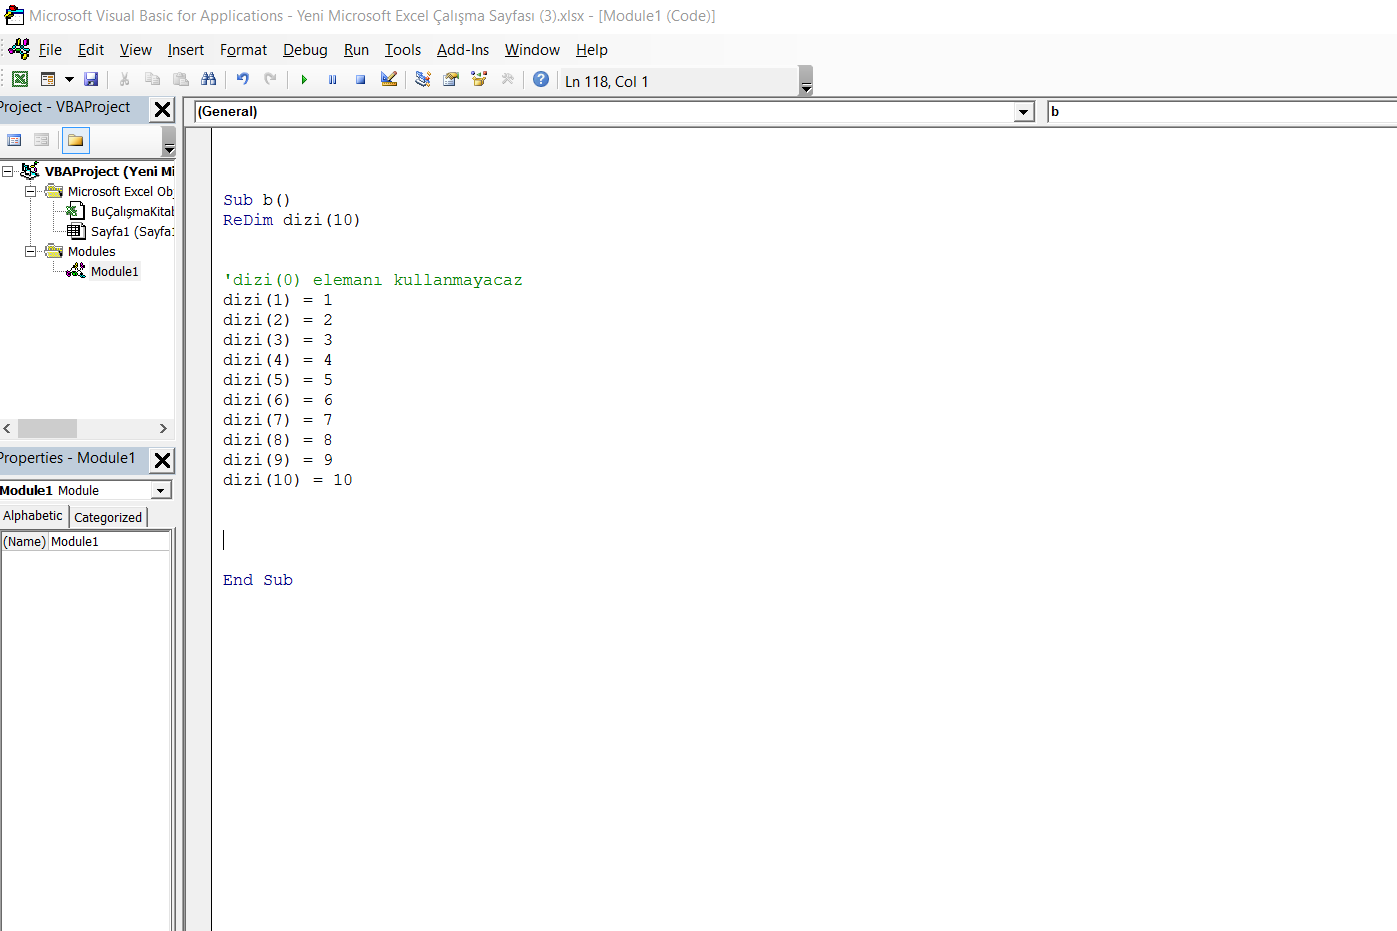 Microsoft Visual Basic for Applications - Yeni Microsoft Excel Çalışma Sayfası (3).xlsx - [Module1 (Code)]
File Edit View Insert Format Debug Run Tools Add-Ins Window Help
Ln 118, Col 1
Project - VBAProject
(General) b
VBAProject (Yeni Mi
Microsoft Excel Obj
BuÇalışmaKitab
Sayfa1 (Sayfa1
Modules
Module1
Properties - Module1
Module1 Module
Alphabetic Categorized
(Name) Module1
Sub b()
ReDim dizi(10)
'dizi(0) elemanı kullanmayacaz
dizi(1) = 1
dizi(2) = 2
dizi(3) = 3
dizi(4) = 4
dizi(5) = 5
dizi(6) = 6
dizi(7) = 7
dizi(8) = 8
dizi(9) = 9
dizi(10) = 10
End Sub